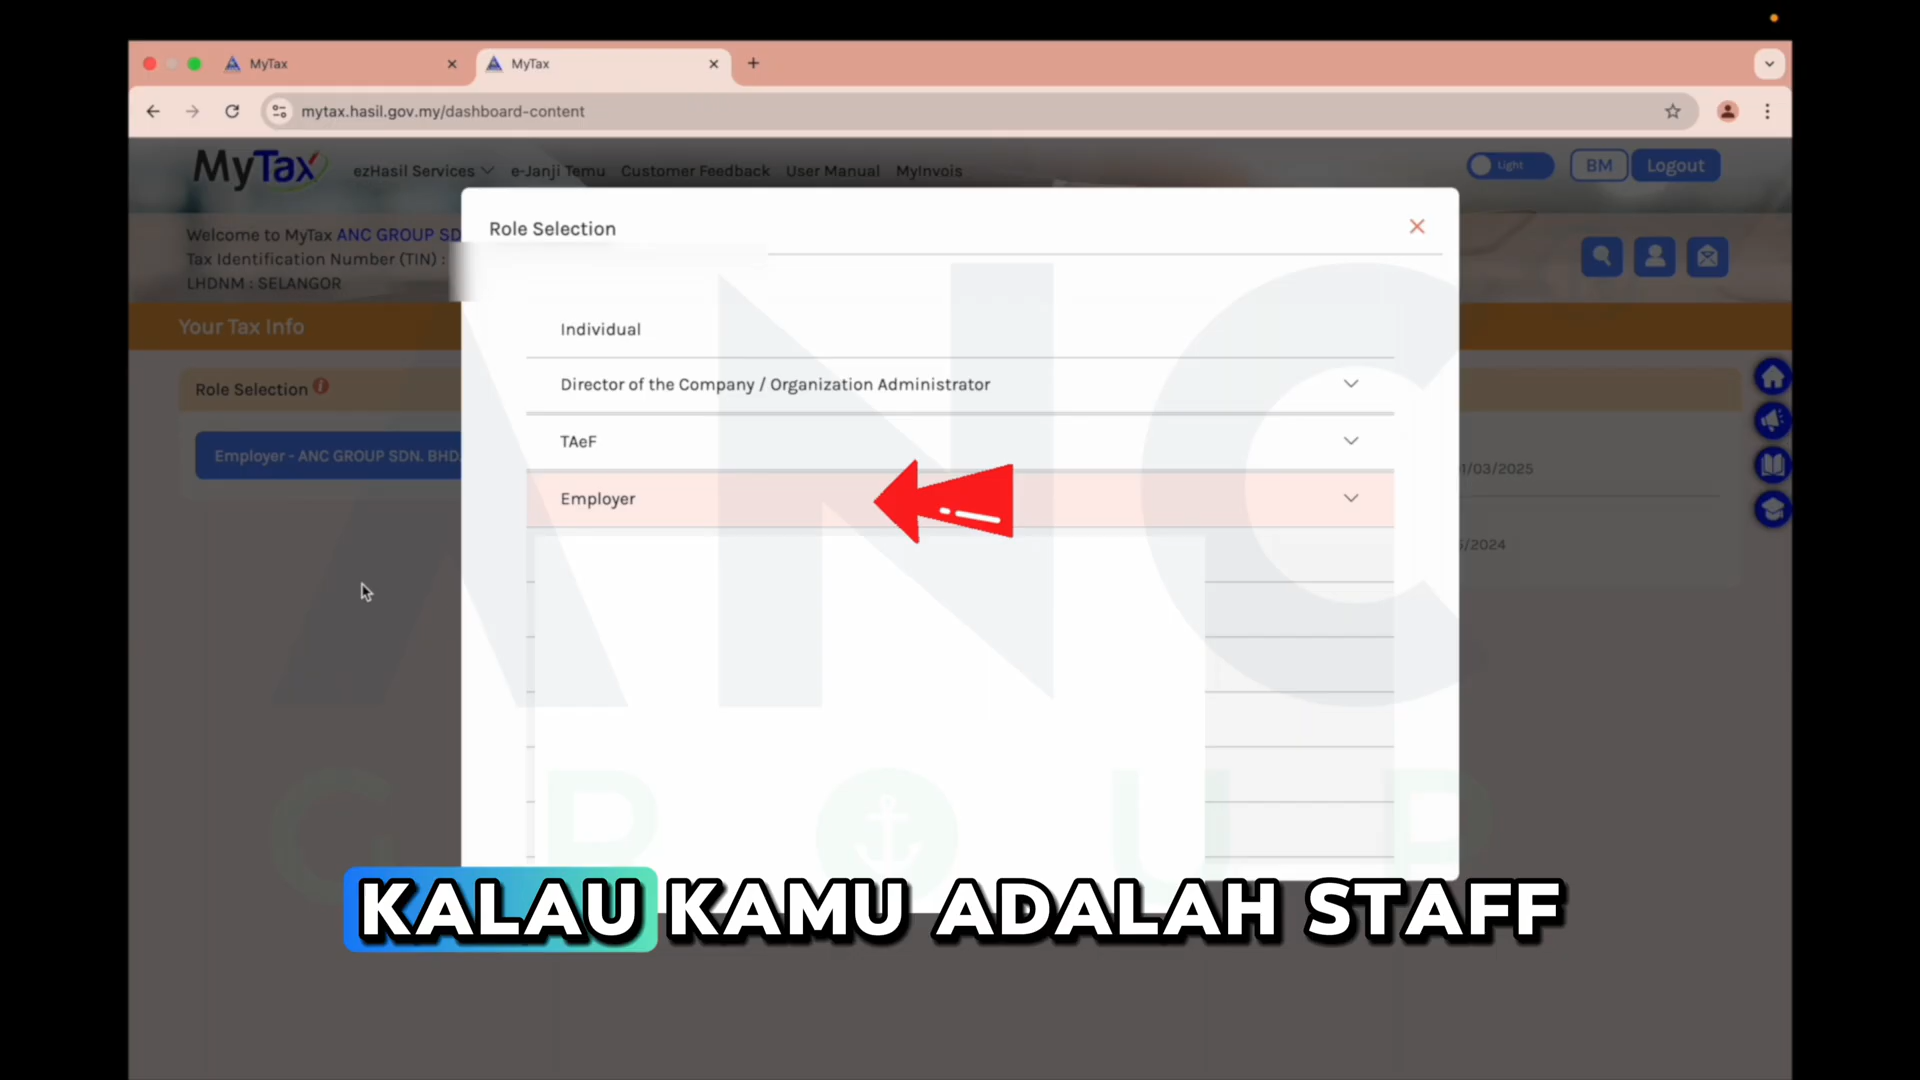 MyTax
MyTax
mytax.hasil.gov.my/dashboard-content
MyTax
ezHasil Services
e-Janji Temu
Customer Feedback
User Manual
MyInvois
Light
BM
Logout
Welcome to MyTax ANC GROUP SD
Tax Identification Number (TIN) :
LHDNM : SELANGOR
Your Tax Info
Role Selection
Employer - ANC GROUP SDN. BHD.
Role Selection
Individual
Director of the Company / Organization Administrator
TAeF
Employer
1/03/2025
/2024
ANC
GROUP
KALAU KAMU ADALAH STAFF